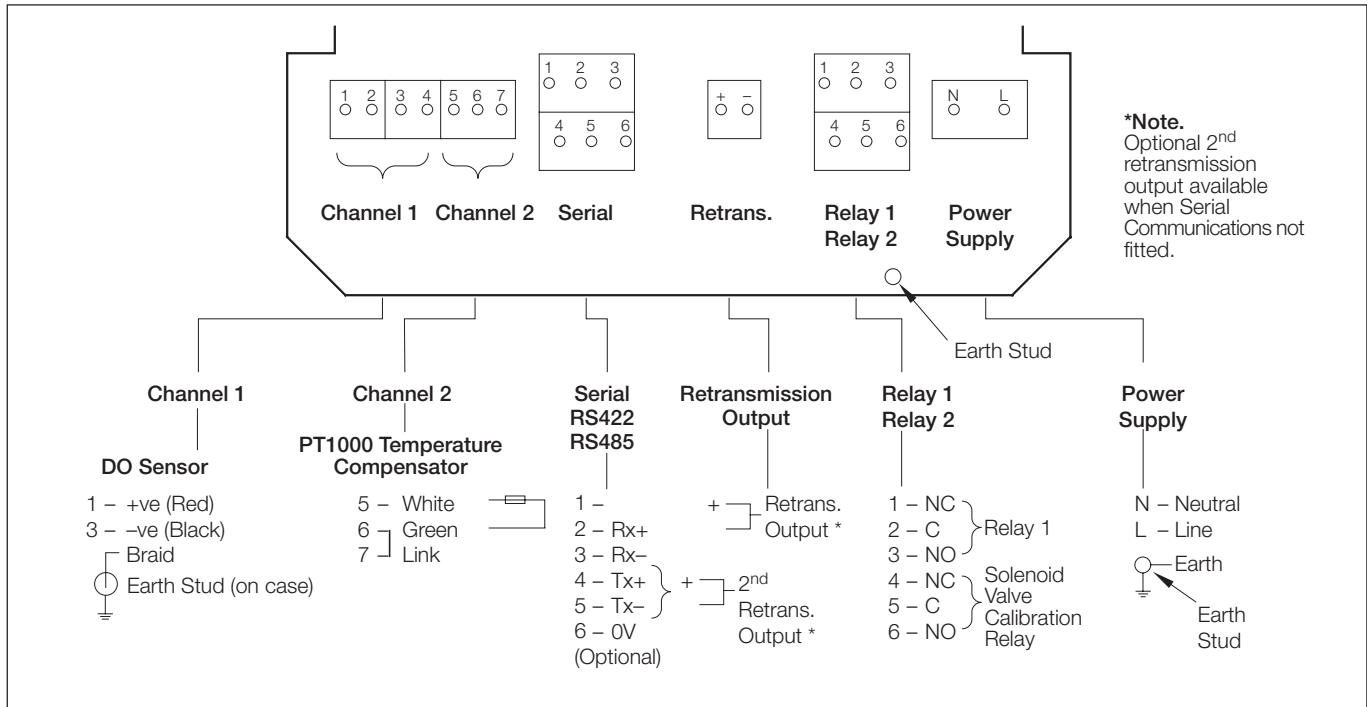 1 2 3 4 5 6 7
1 2 3
4 5 6
+ –
1 2 3
4 5 6
N L
Channel 1
Channel 2
Serial
Retrans.
Relay 1
Relay 2
Power
Supply
*Note.
Optional 2nd
retransmission
output available
when Serial
Communications not
fitted.
Earth Stud
Channel 1
DO Sensor
1 – +ve (Red)
3 – –ve (Black)
Braid
Earth Stud (on case)
Channel 2
PT1000 Temperature
Compensator
5 – White
6 – Green
7 – Link
Serial
RS422
RS485
1 –
2 – Rx+
3 – Rx–
4 – Tx+
5 – Tx–
6 – 0V
(Optional)
Retransmission
Output
+ – Retrans.
Output *
+ – 2nd
Retrans.
Output *
Relay 1
Relay 2
1 – NC
2 – C
3 – NO
Relay 1
4 – NC
5 – C
6 – NO
Solenoid
Valve
Calibration
Relay
Power
Supply
N – Neutral
L – Line
Earth
Earth
Stud